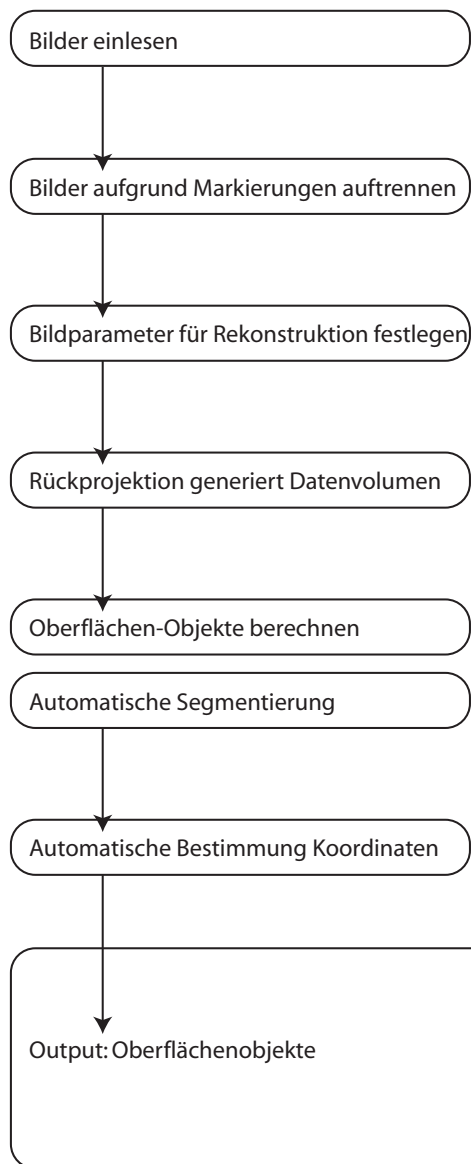 Bilder einlesen
Bilder aufgrund Markierungen auftrennen
Bildparameter für Rekonstruktion festlegen
Rückprojektion generiert Datenvolumen
Oberflächen-Objekte berechnen
Automatische Segmentierung
Automatische Bestimmung Koordinaten
Output: Oberflächenobjekte